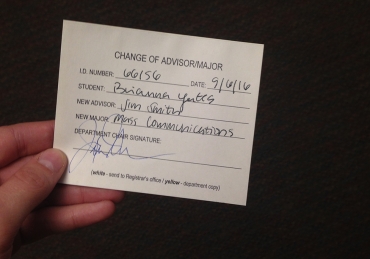 CHANGE OF ADVISOR/MAJOR
I.D. NUMBER: 66156 DATE: 9/6/16
STUDENT: Brianna Yates
NEW ADVISOR: Jim Smith
NEW MAJOR: Mass Communications
DEPARTMENT CHAIR SIGNATURE:
(white - send to Registrar's office / yellow - department copy)